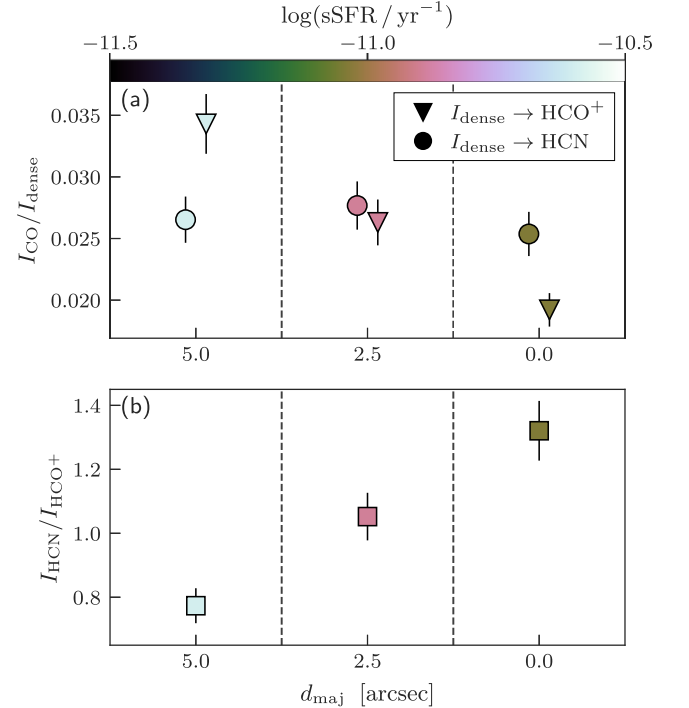 log(sSFR / yr⁻¹)
−11.5 −11.0 −10.5
(a)
I_dense → HCO⁺
I_dense → HCN
0.035
0.030
0.025
0.020
I_CO/I_dense
5.0 2.5 0.0
(b)
1.4
1.2
1.0
0.8
I_HCN/I_HCO⁺
5.0 2.5 0.0
d_maj [arcsec]